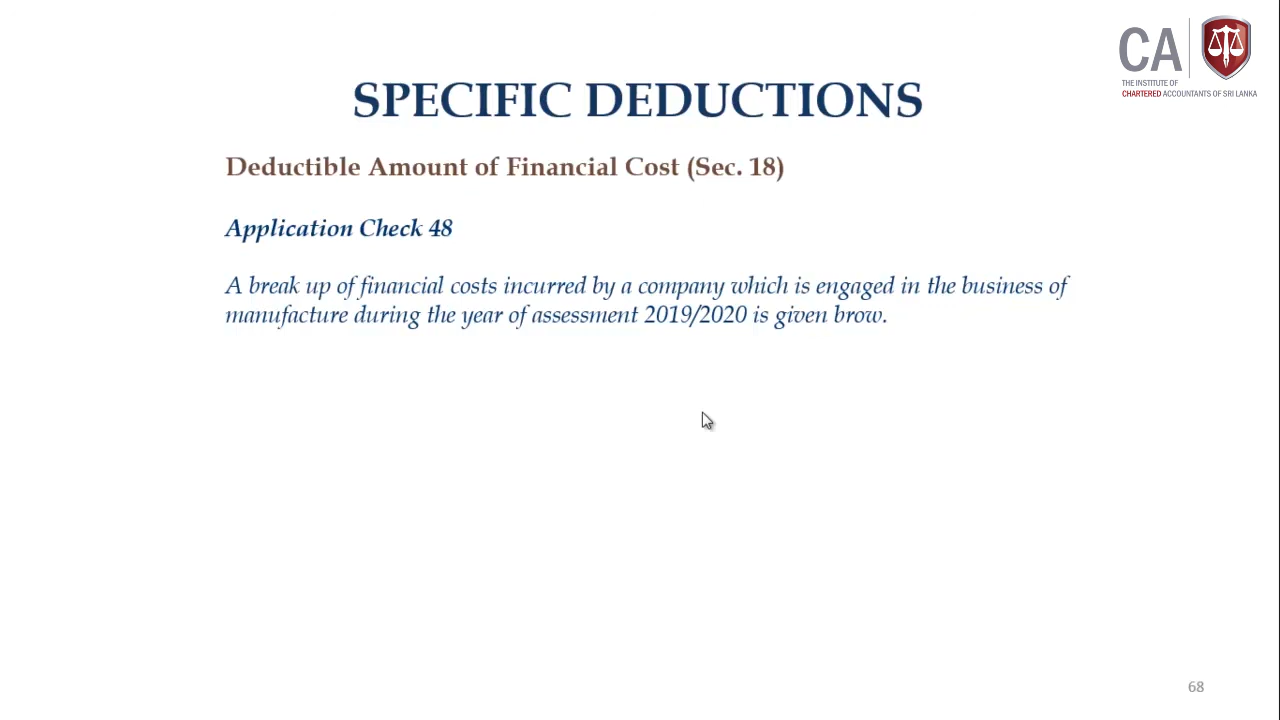 CA
THE INSTITUTE OF
CHARTERED ACCOUNTANTS OF SRI LANKA
SPECIFIC DEDUCTIONS
Deductible Amount of Financial Cost (Sec. 18)
Application Check 48
A break up of financial costs incurred by a company which is engaged in the business of
manufacture during the year of assessment 2019/2020 is given brow.
68